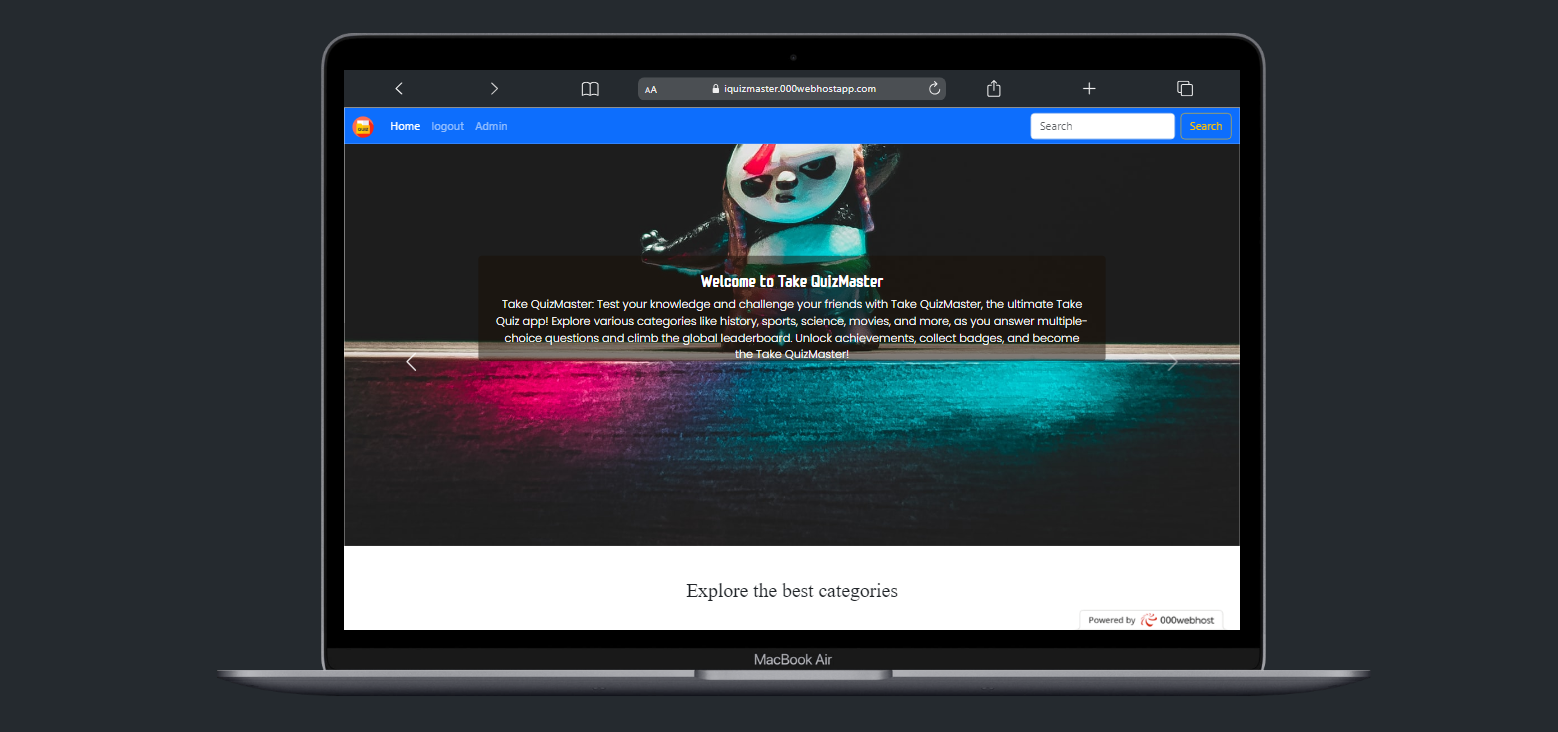 AA iquizmaster.000webhostapp.com
QUIZ Home logout Admin Search Search
Welcome to Take QuizMaster
Take QuizMaster: Test your knowledge and challenge your friends with Take QuizMaster, the ultimate Take
Quiz app! Explore various categories like history, sports, science, movies, and more, as you answer multiple-
choice questions and climb the global leaderboard. Unlock achievements, collect badges, and become
the Take QuizMaster!
Explore the best categories
Powered by 000webhost
MacBook Air